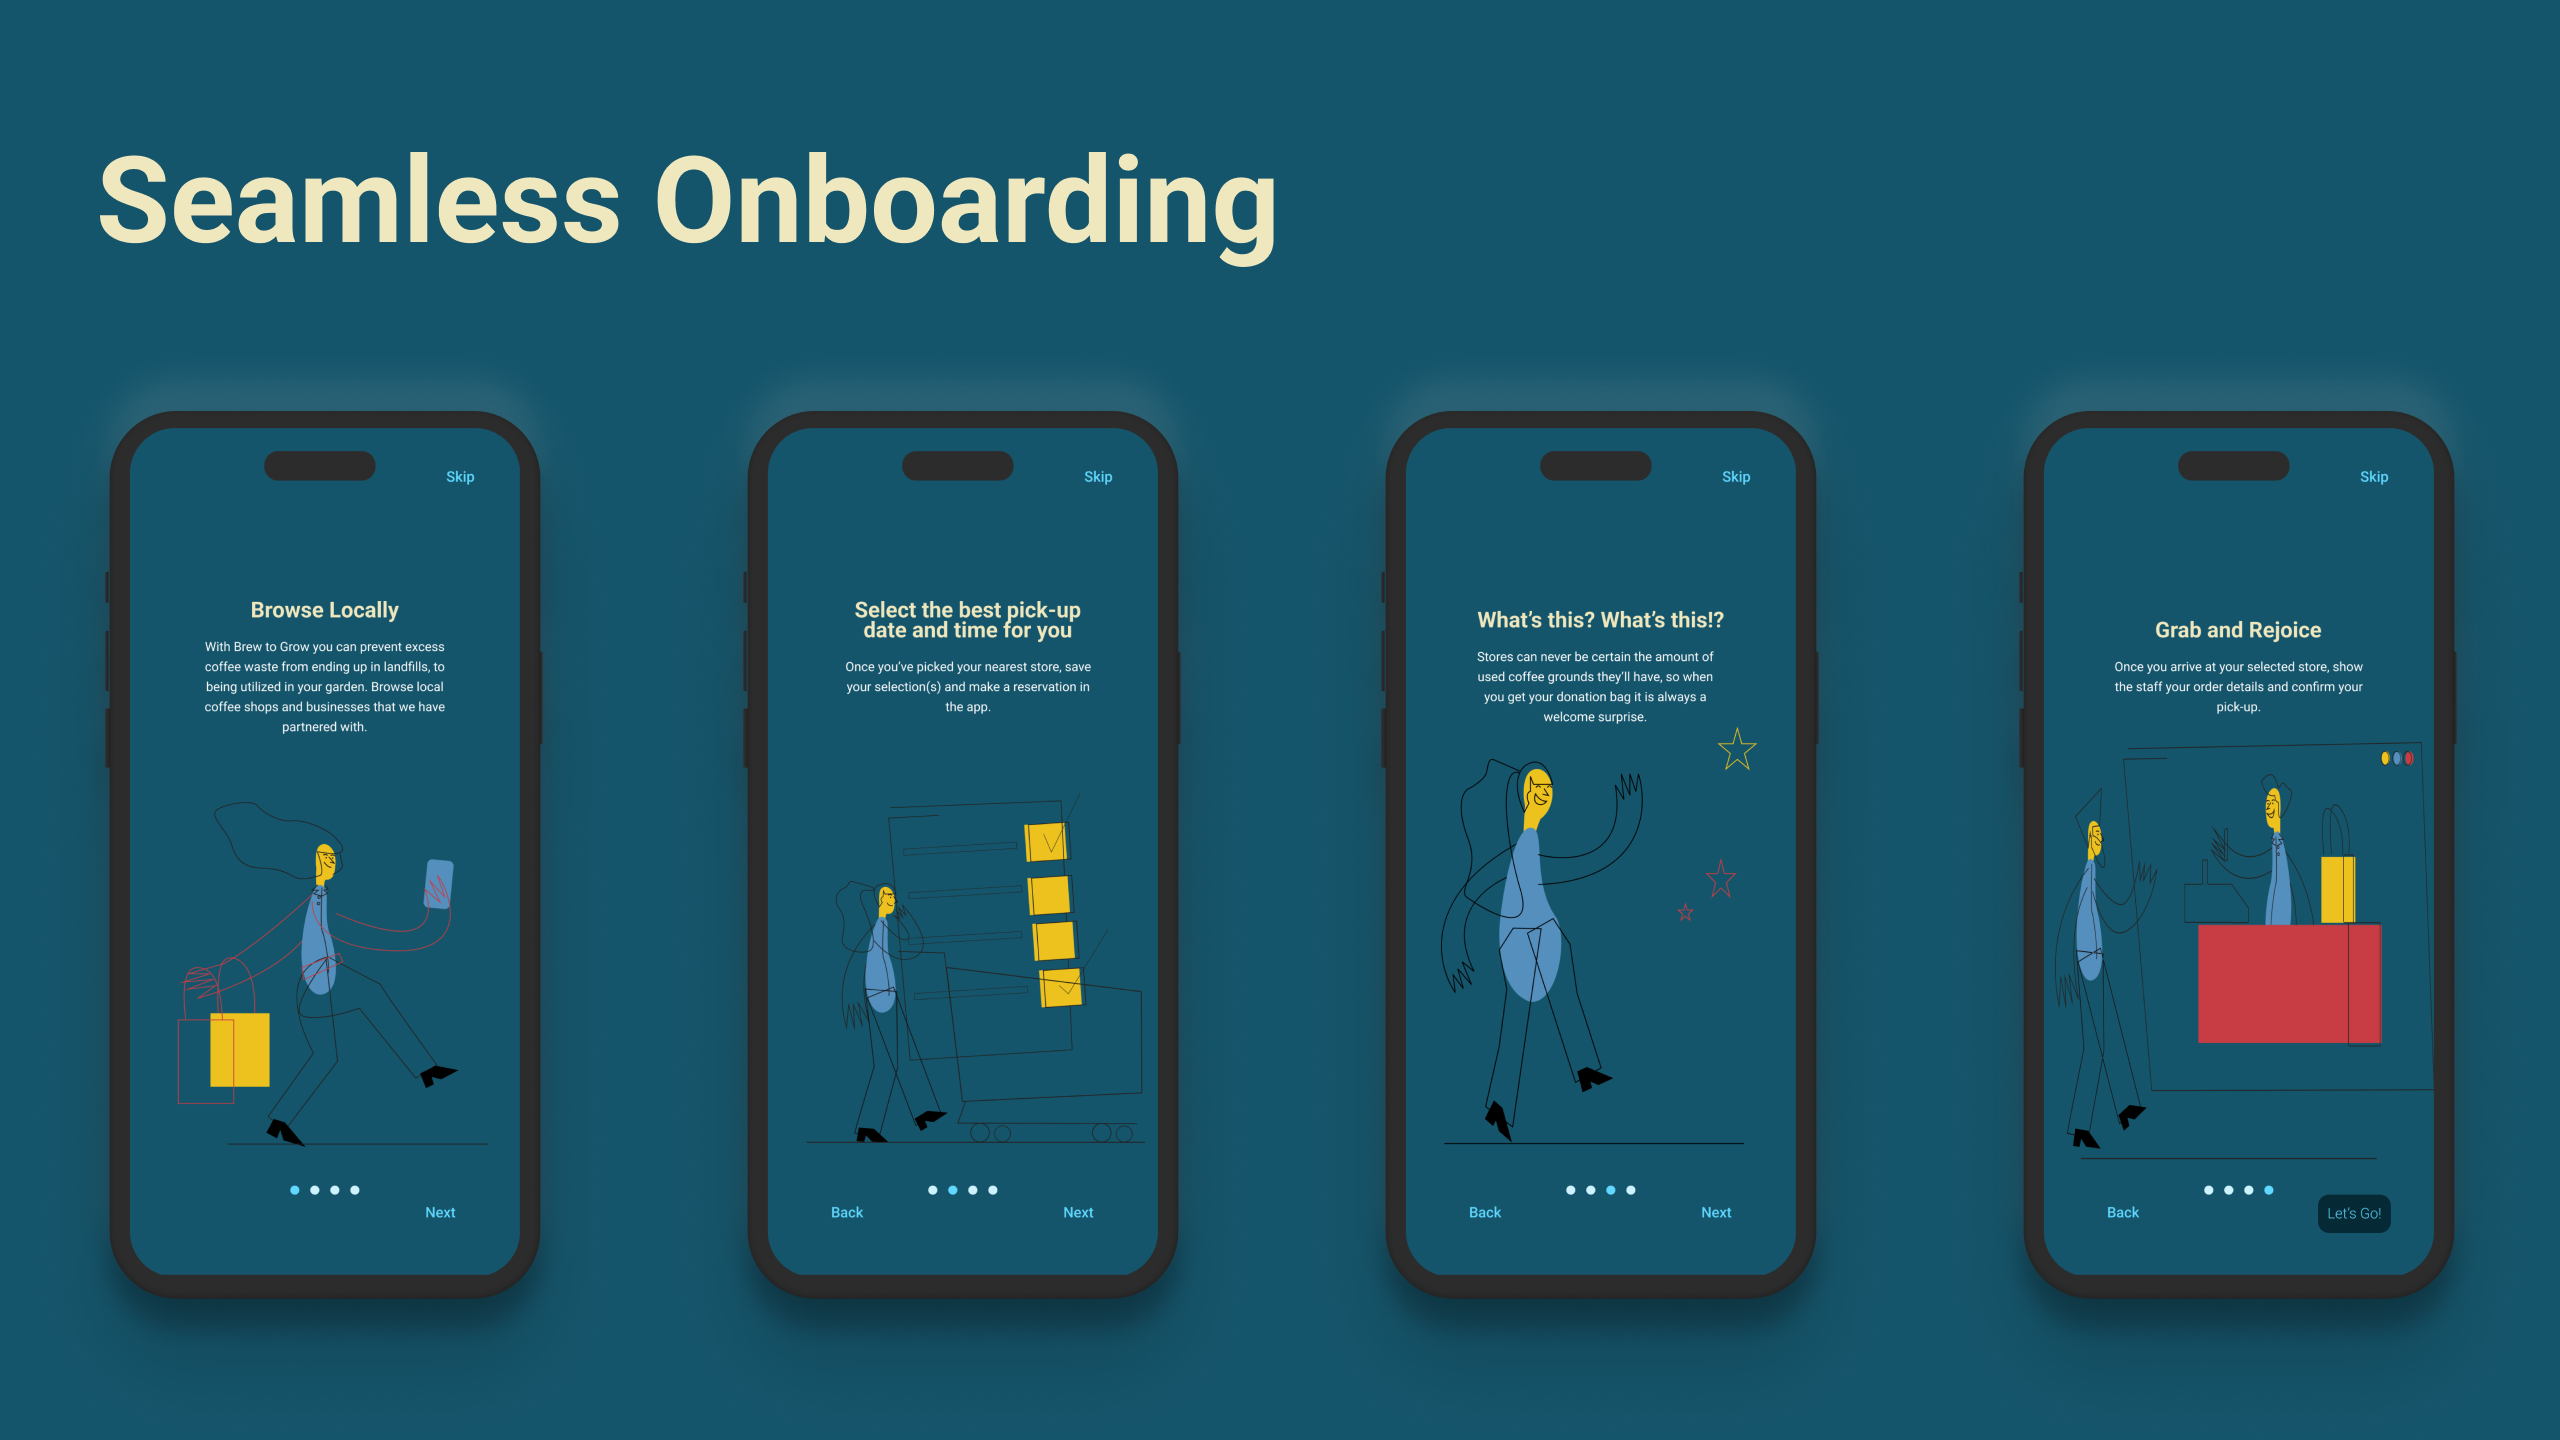 Seamless Onboarding
Skip
Browse Locally
With Brew to Grow you can prevent excess
coffee waste from ending up in landfills, to
being utilized in your garden. Browse local
coffee shops and businesses that we have
partnered with.
Next
Skip
Select the best pick-up
date and time for you
Once you’ve picked your nearest store, save
your selection(s) and make a reservation in
the app.
Back
Next
Skip
What’s this? What’s this!?
Stores can never be certain the amount of
used coffee grounds they’ll have, so when
you get your donation bag it is always a
welcome surprise.
Back
Next
Skip
Grab and Rejoice
Once you arrive at your selected store, show
the staff your order details and confirm your
pick-up.
Back
Let’s Go!